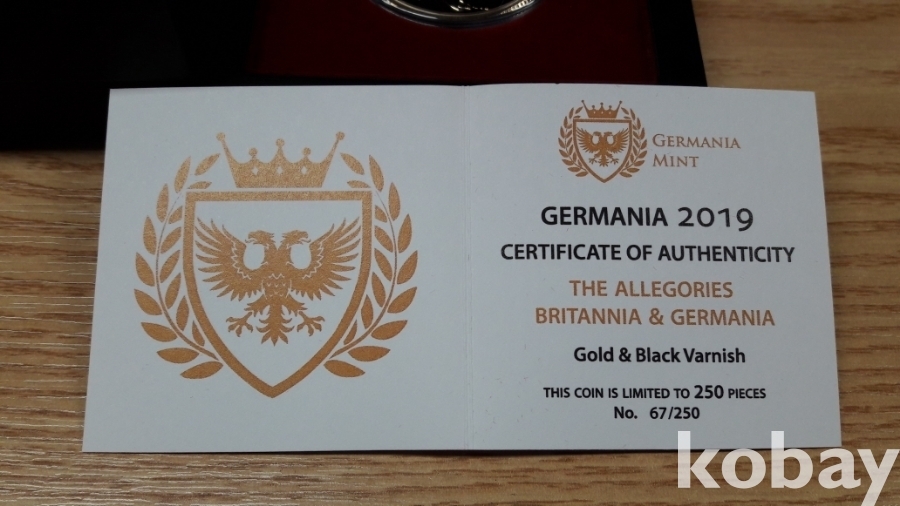 GERMANIA
MINT
GERMANIA 2019
CERTIFICATE OF AUTHENTICITY
THE ALLEGORIES
BRITANNIA & GERMANIA
Gold & Black Varnish
THIS COIN IS LIMITED TO 250 PIECES
No. 67/250
kobay